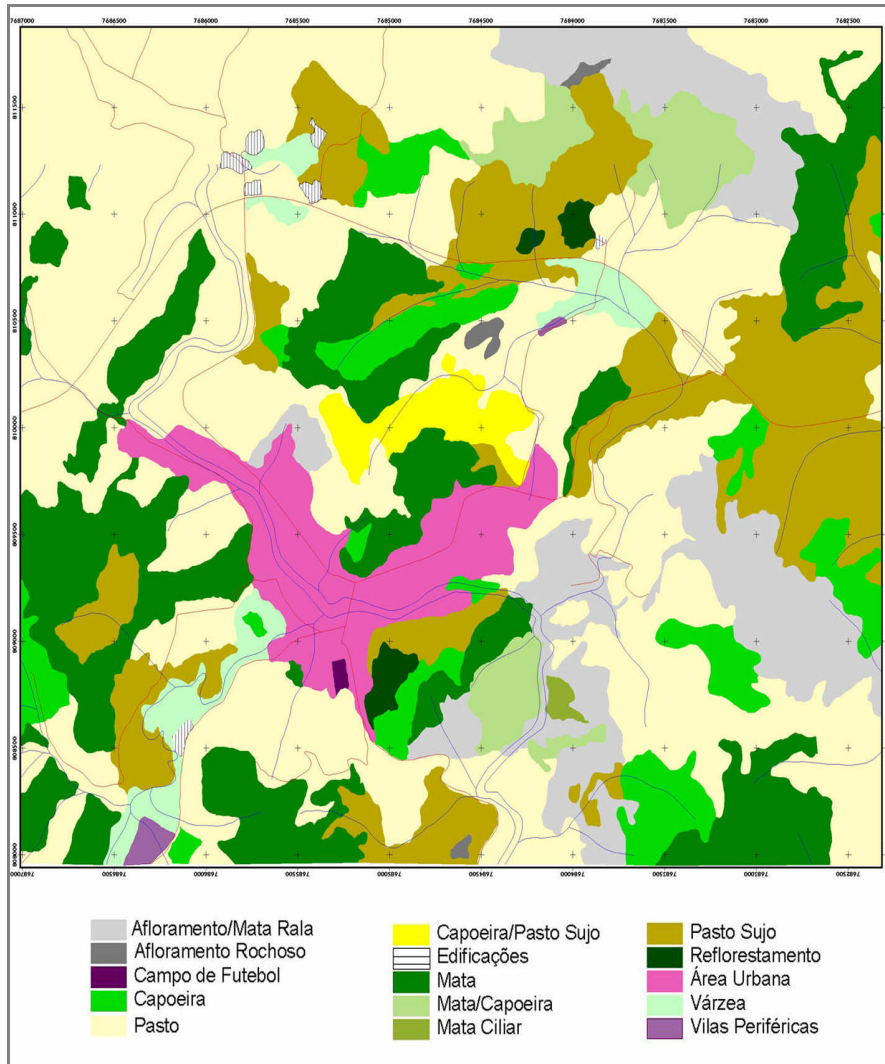 7687000 7686500 7686000 7685500 7685000 7684500 7684000 7683500 7683000 7682500
811500
811000
810500
810000
809500
809000
808500
808000
7687000 7686500 7686000 7685500 7685000 7684500 7684000 7683500 7683000 7682500
Afloramento/Mata Rala
Afloramento Rochoso
Campo de Futebol
Capoeira
Pasto
Capoeira/Pasto Sujo
Edificações
Mata
Mata/Capoeira
Mata Ciliar
Pasto Sujo
Reflorestamento
Área Urbana
Várzea
Vilas Periféricas